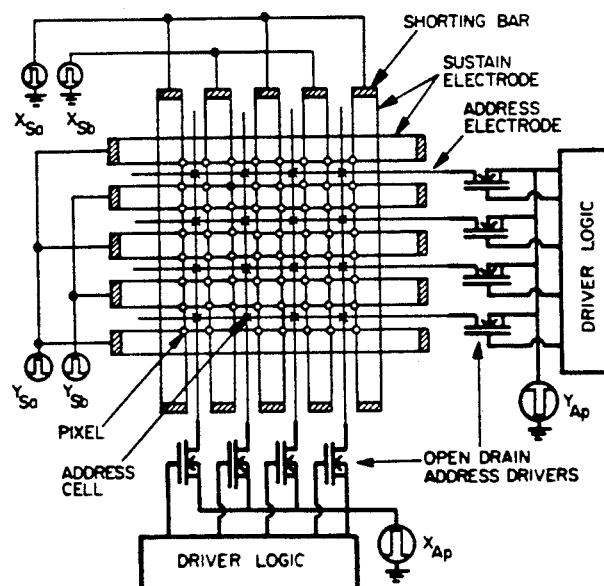 SHORTING BAR
SUSTAIN
ELECTRODE
ADDRESS
ELECTRODE
X_Sa
X_Sb
DRIVER LOGIC
Y_Sa
Y_Sb
Y_Ap
PIXEL
ADDRESS
CELL
OPEN DRAIN
ADDRESS DRIVERS
X_Ap
DRIVER LOGIC